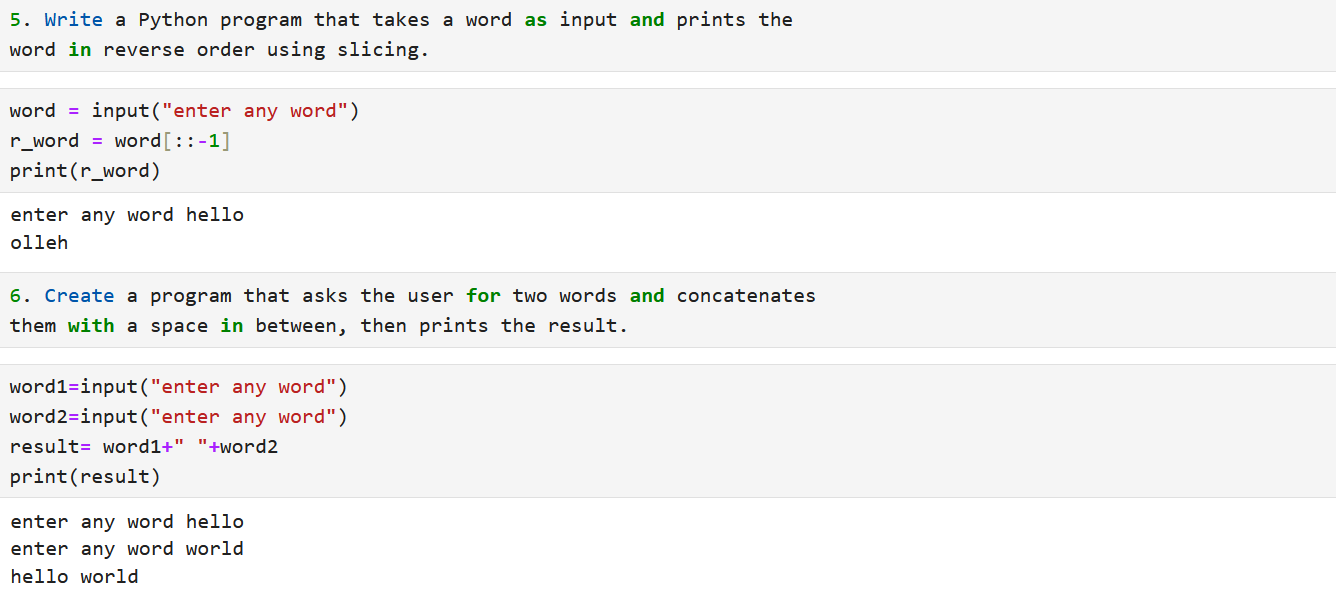 5. Write a Python program that takes a word as input and prints the
word in reverse order using slicing.
word = input("enter any word")
r_word = word[::-1]
print(r_word)
enter any word hello
olleh
6. Create a program that asks the user for two words and concatenates
them with a space in between, then prints the result.
word1=input("enter any word")
word2=input("enter any word")
result= word1+" "+word2
print(result)
enter any word hello
enter any word world
hello world